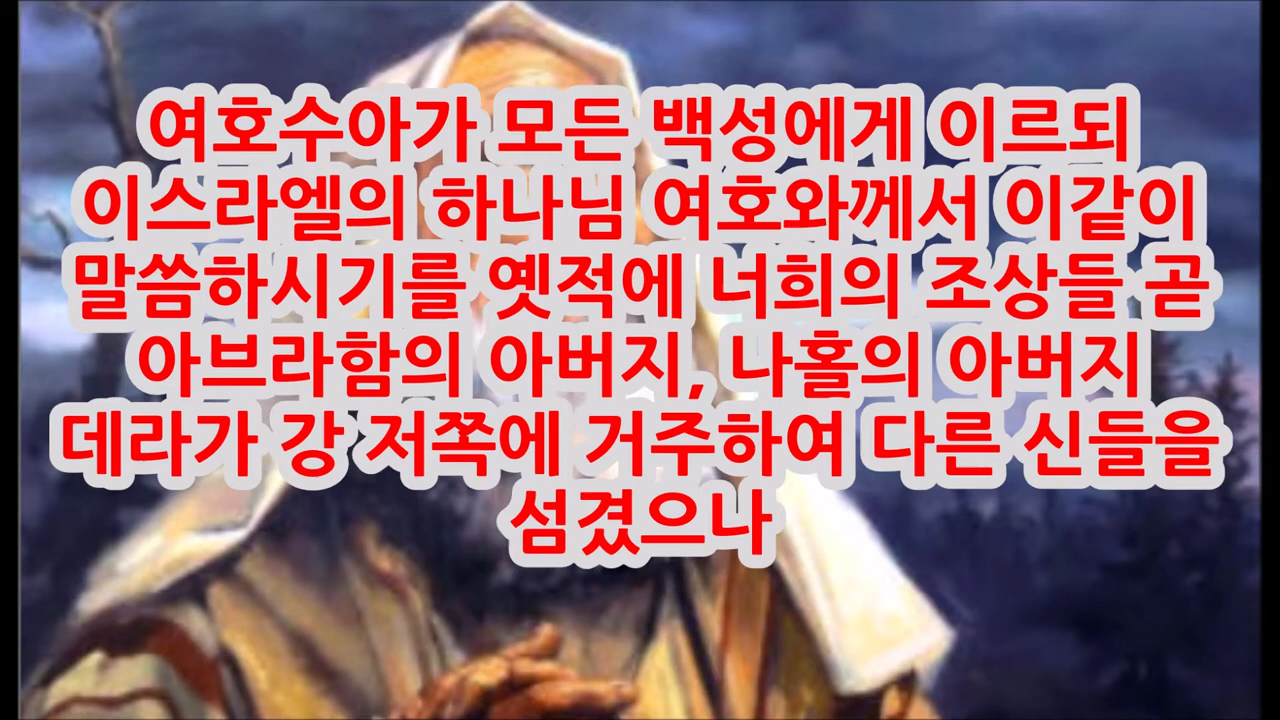 여호수아가 모든 백성에게 이르되
이스라엘의 하나님 여호와께서 이같이
말씀하시기를 옛적에 너희의 조상들 곧
아브라함의 아버지, 나홀의 아버지
데라가 강 저쪽에 거주하여 다른 신들을
섬겼으나